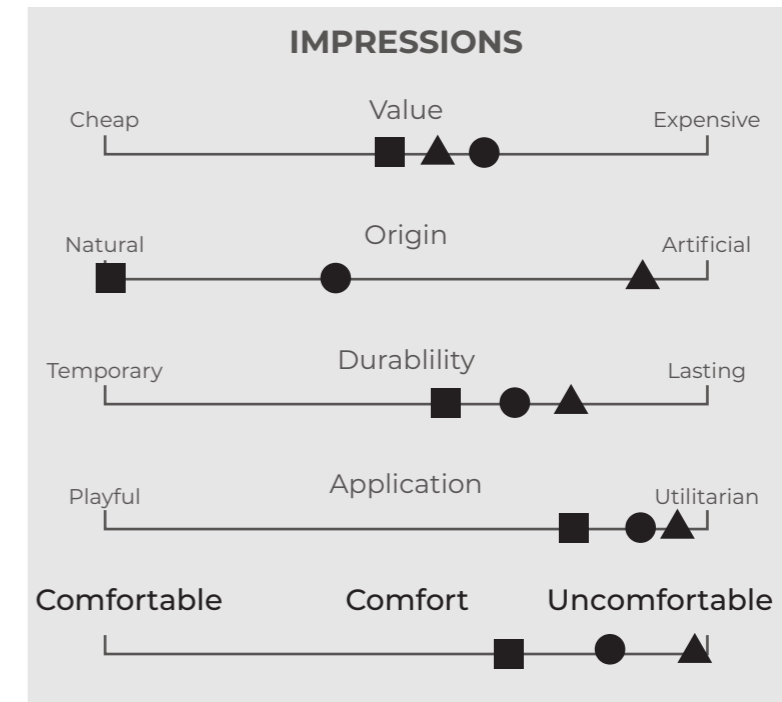 IMPRESSIONS
Value
Cheap
Expensive
Origin
Natural
Artificial
Durablility
Temporary
Lasting
Application
Playful
Utilitarian
Comfortable Comfort Uncomfortable